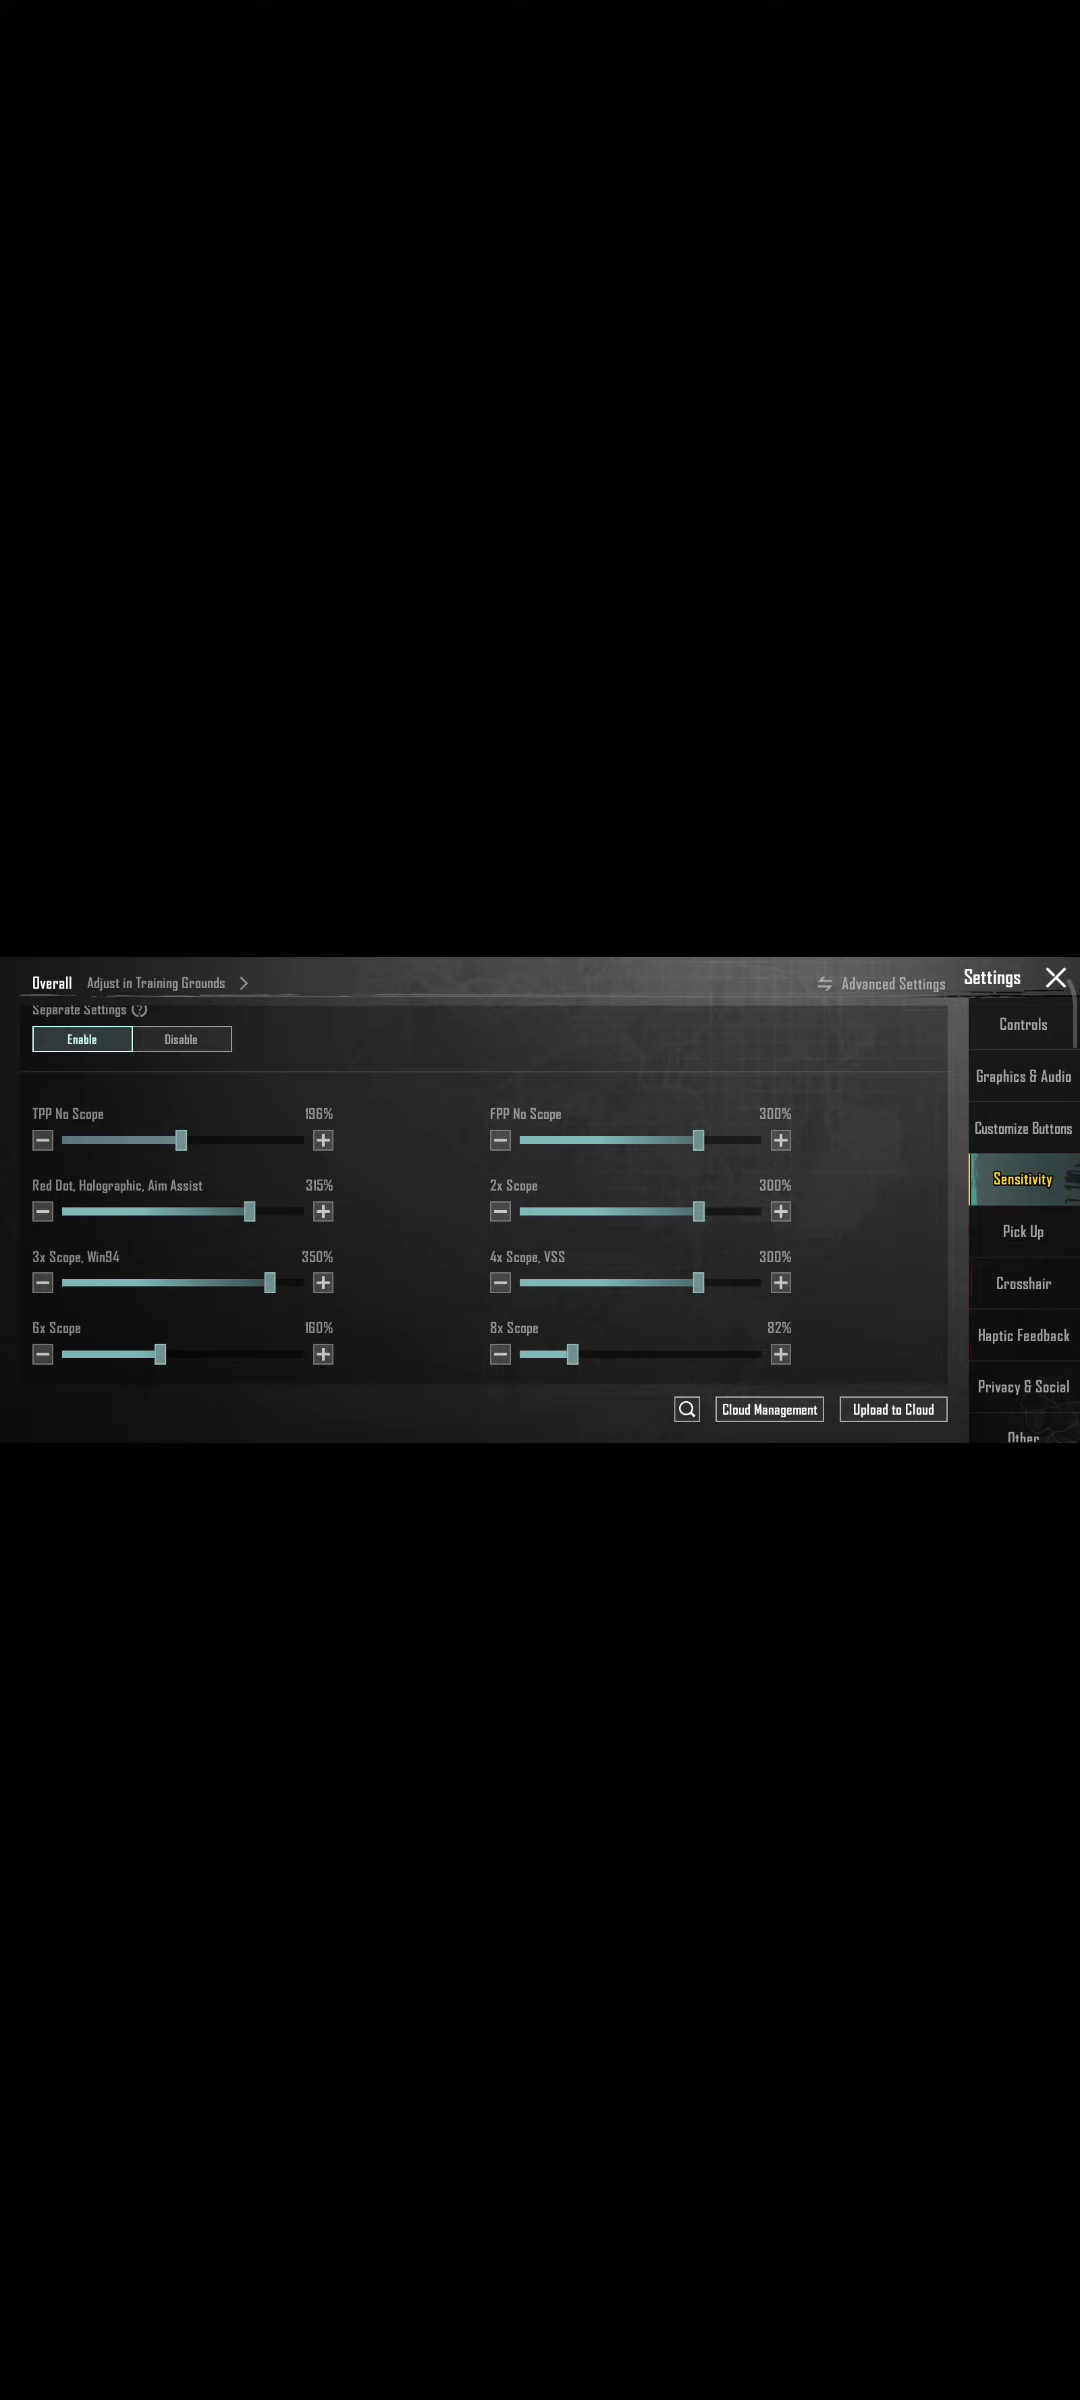 Overall Adjust in Training Grounds
Advanced Settings
Settings
Separate Settings ?
Enable Disable
TPP No Scope 196%
FPP No Scope 300%
Red Dot, Holographic, Aim Assist 315%
2x Scope 300%
3x Scope, Win94 350%
4x Scope, VSS 300%
6x Scope 160%
8x Scope 82%
Cloud Management
Upload to Cloud
Controls
Graphics & Audio
Customize Buttons
Sensitivity
Pick Up
Crosshair
Haptic Feedback
Privacy & Social
Other